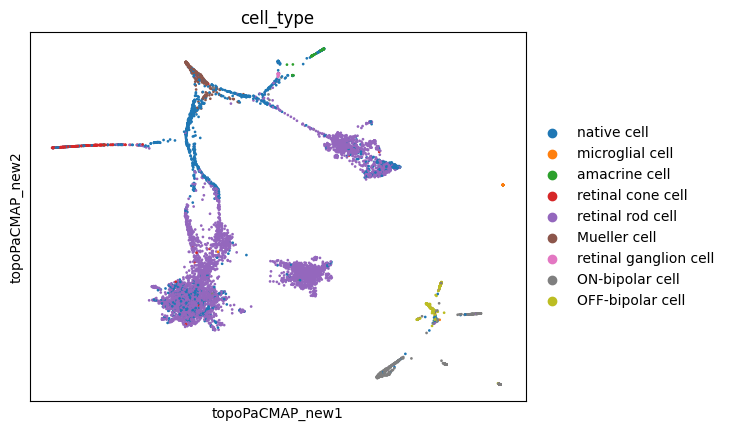 cell_type
topoPaCMAP_new2
topoPaCMAP_new1
native cell
microglial cell
amacrine cell
retinal cone cell
retinal rod cell
Mueller cell
retinal ganglion cell
ON-bipolar cell
OFF-bipolar cell